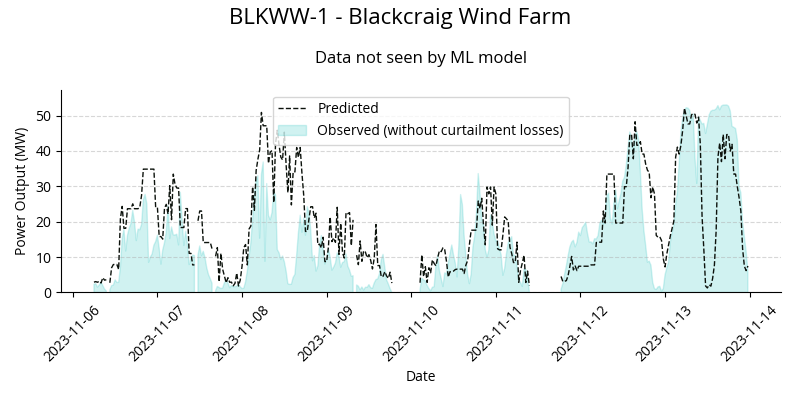 BLKWW-1 - Blackcraig Wind Farm
Data not seen by ML model
Predicted
Observed (without curtailment losses)
Power Output (MW)
50
40
30
20
10
0
2023-11-06
2023-11-07
2023-11-08
2023-11-09
2023-11-10
2023-11-11
2023-11-12
2023-11-13
2023-11-14
Date